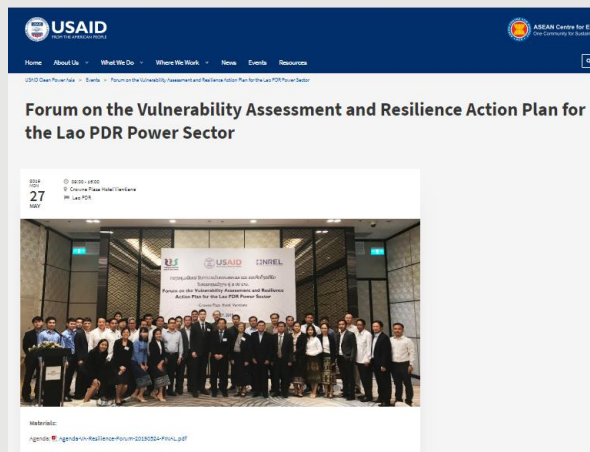 USAID
FROM THE AMERICAN PEOPLE
ASEAN Centre for E
One Community for Sustain
Home About Us What We Do Where We Work News Events Resources
USAID Clean Power Asia > Events > Forum on the Vulnerability Assessment and Resilience Action Plan for the Lao PDR Power Sector
Forum on the Vulnerability Assessment and Resilience Action Plan for
the Lao PDR Power Sector
2019
MON
27
MAY
09:00 - 16:00
Crowne Plaza Hotel Vientiane
Lao PDR
USAID
NREL
Forum on the Vulnerability Assessment and Resilience
Action Plan for the Lao PDR Power Sector
Crowne Plaza Hotel, Vientiane
Materials:
Agenda: Agenda-VA-Resilience-Forum-20190524-FINAL.pdf